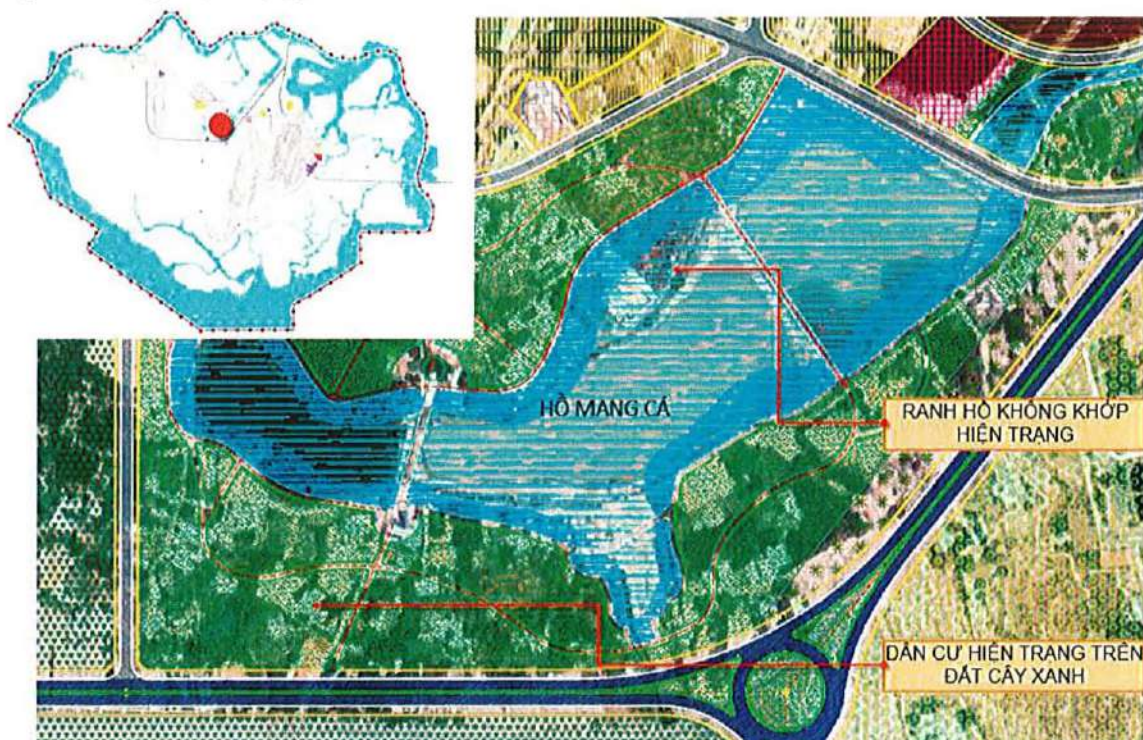 HỒ MANG CÁ
RANH HỒ KHÔNG KHỚP
HIỆN TRẠNG
DÂN CƯ HIỆN TRẠNG TRÊN
ĐẤT CÂY XANH